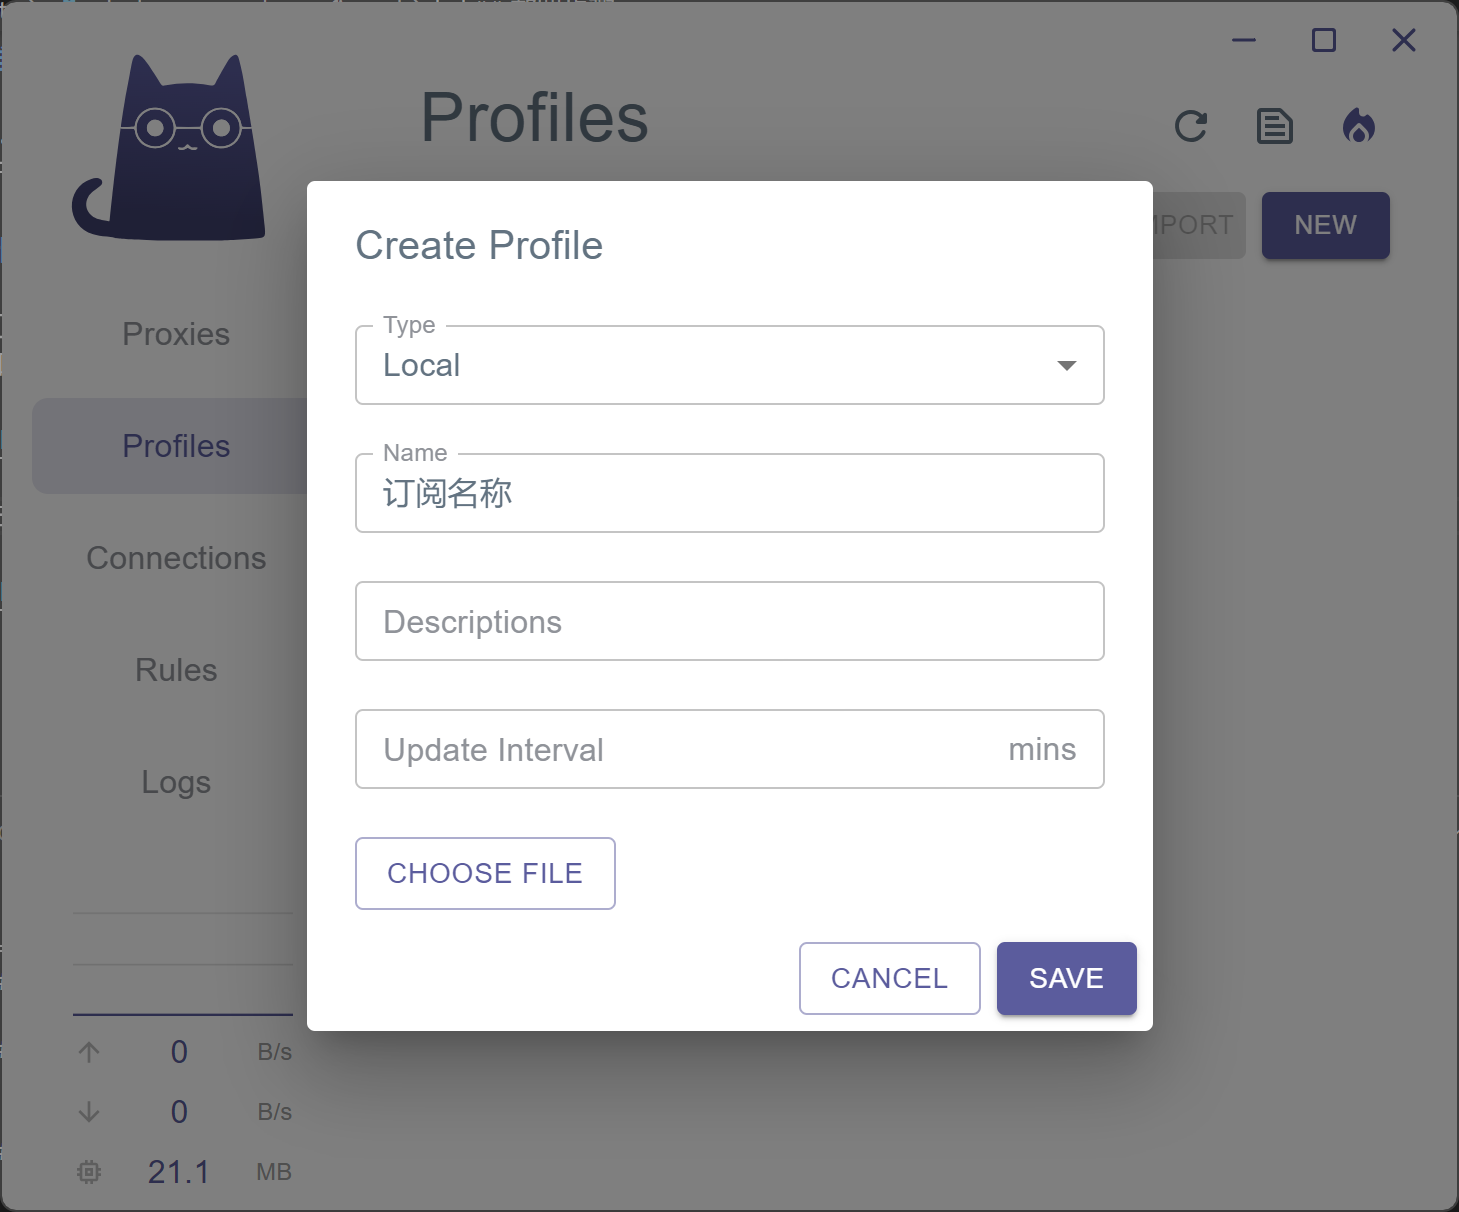 Profiles
NEW
Proxies
Profiles
Connections
Rules
Logs
0 B/s
0 B/s
21.1 MB
Create Profile
Type
Local
Name
订阅名称
Descriptions
Update Interval mins
CHOOSE FILE
CANCEL SAVE